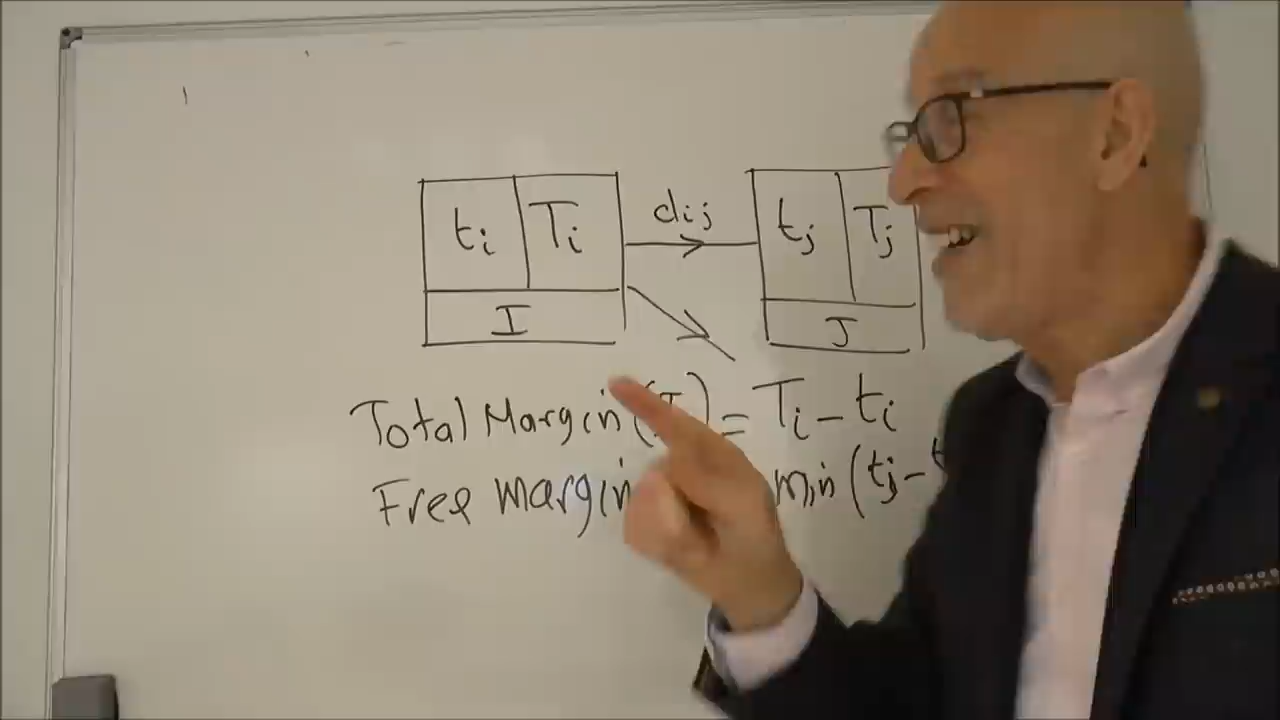 ti Ti dij tj Tj
I J
Total Margin (I) = Ti - ti
Free margin min (tj - t